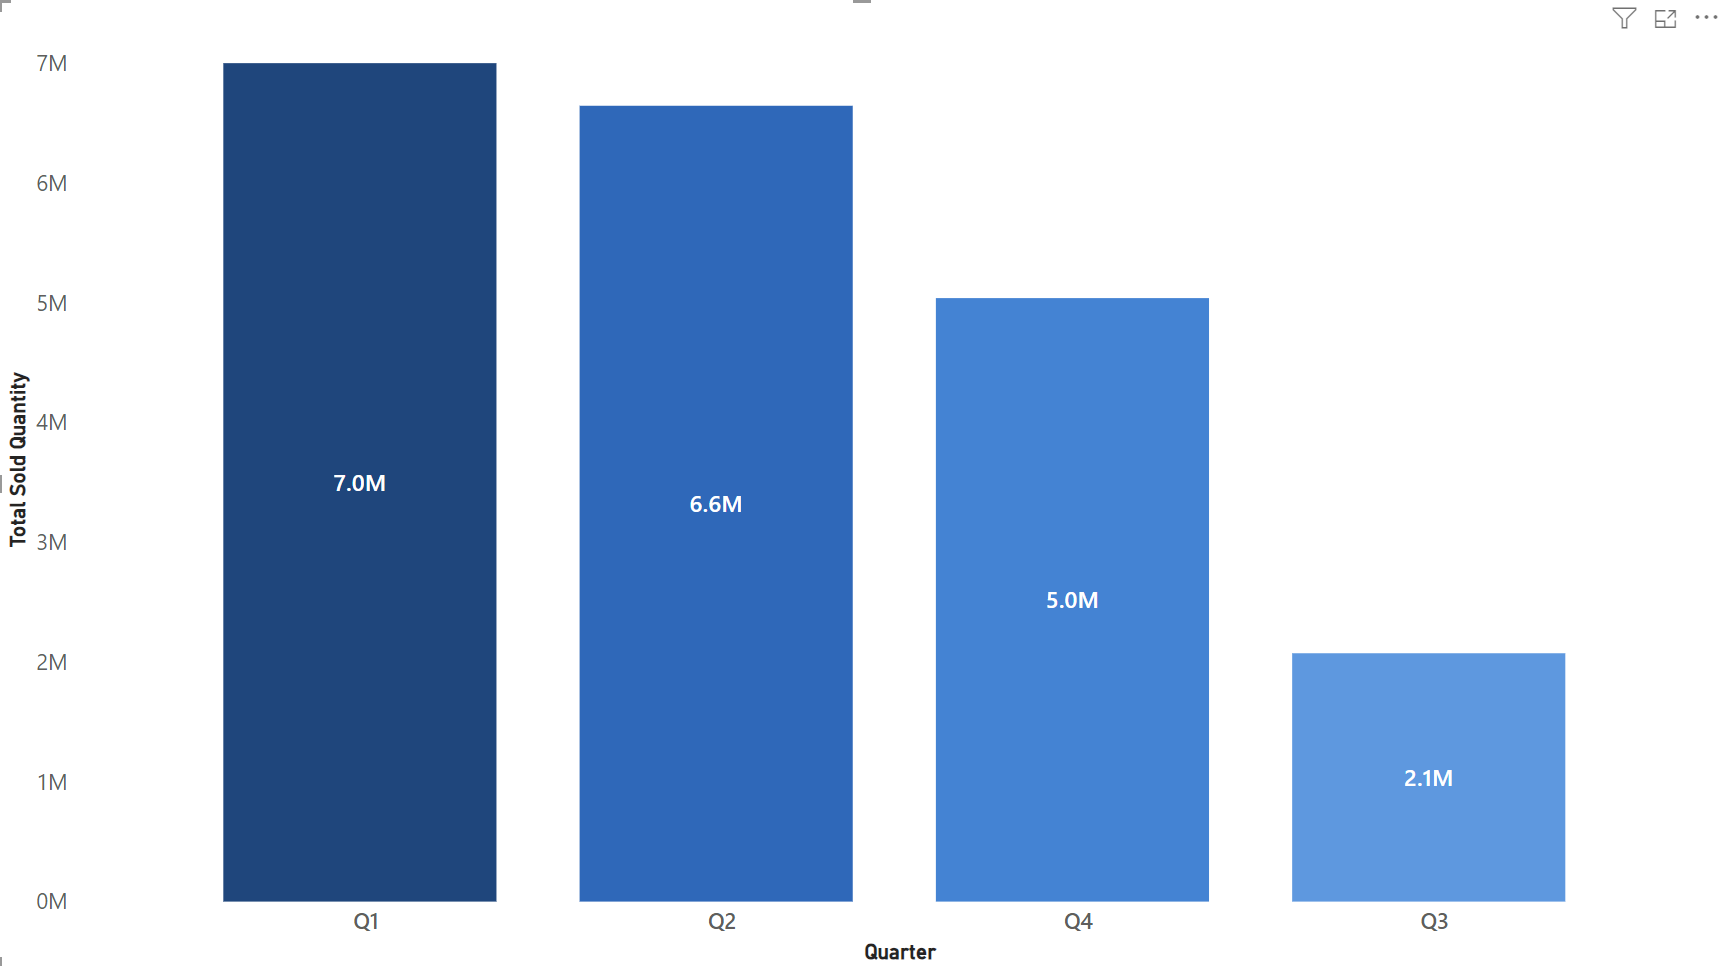 7M
6M
5M
4M
3M
2M
1M
0M
Total Sold Quantity
7.0M
6.6M
5.0M
2.1M
Q1 Q2 Q4 Q3
Quarter